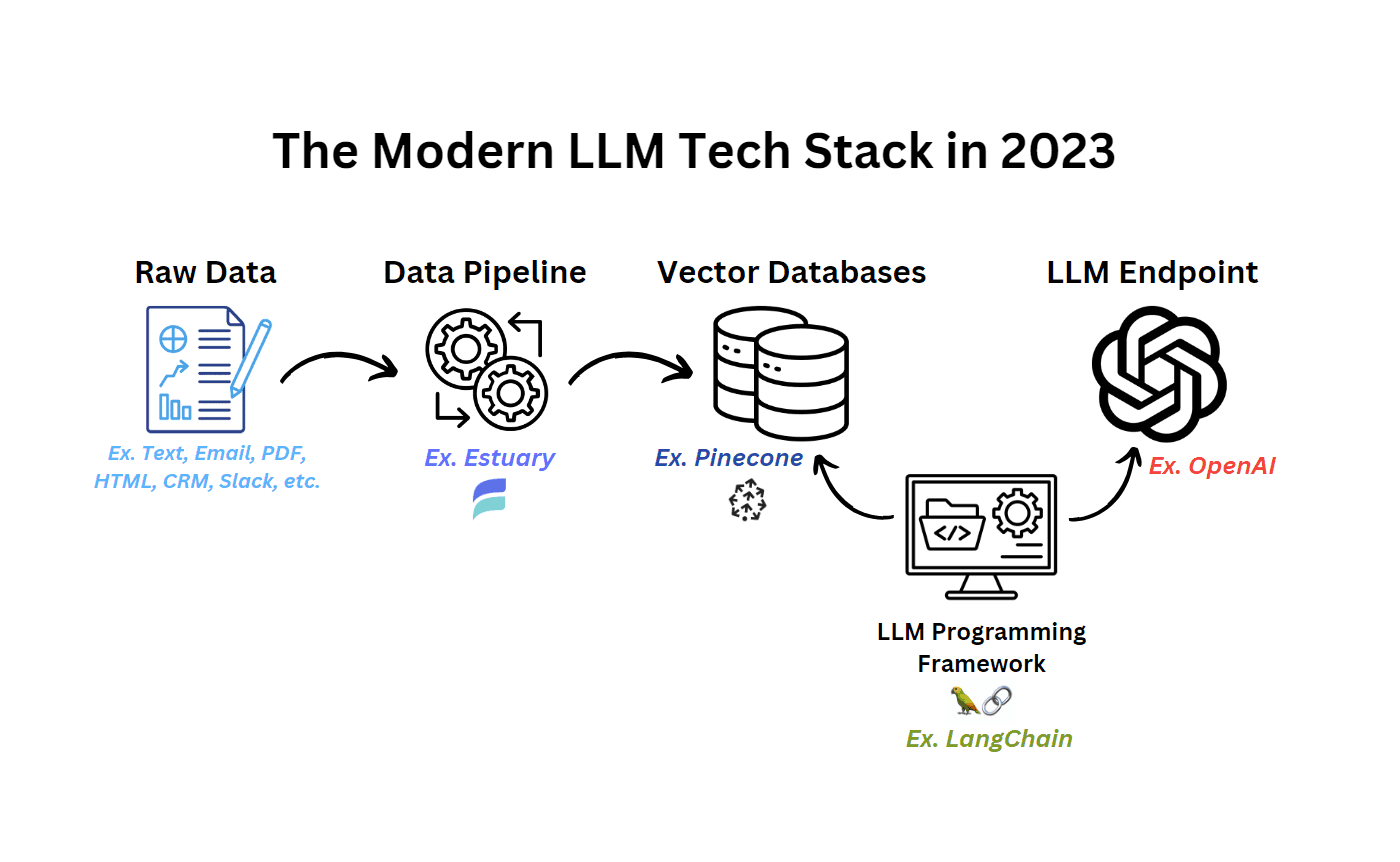 The Modern LLM Tech Stack in 2023
Raw Data
Data Pipeline
Vector Databases
LLM Endpoint
Ex. Text, Email, PDF,
HTML, CRM, Slack, etc.
Ex. Estuary
Ex. Pinecone
</>
Ex. OpenAI
LLM Programming
Framework
Ex. LangChain